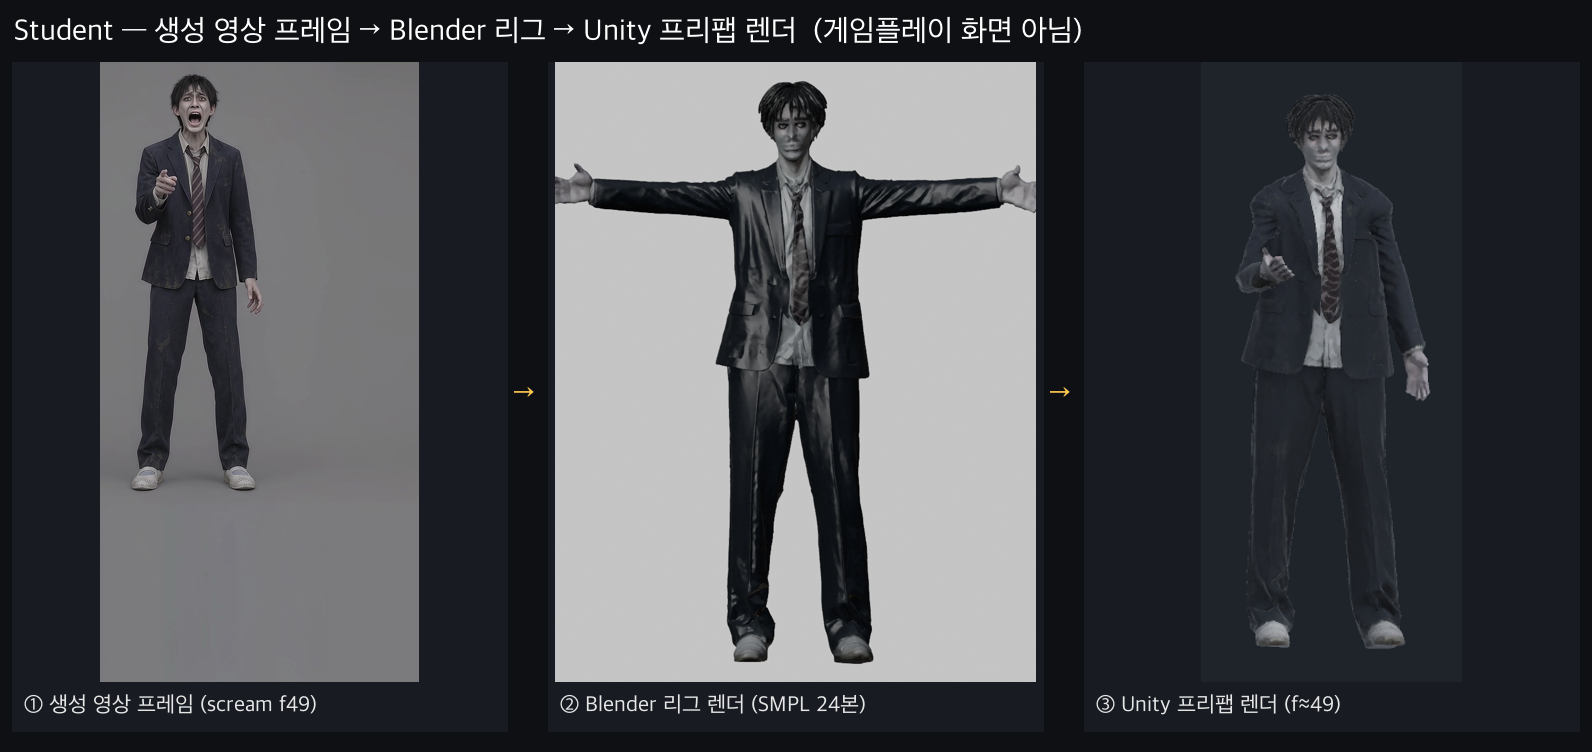 Student — 생성 영상 프레임 → Blender 리그 → Unity 프리팹 렌더 (게임플레이 화면 아님)
→
→
① 생성 영상 프레임 (scream f49)
② Blender 리그 렌더 (SMPL 24본)
③ Unity 프리팹 렌더 (f≈49)